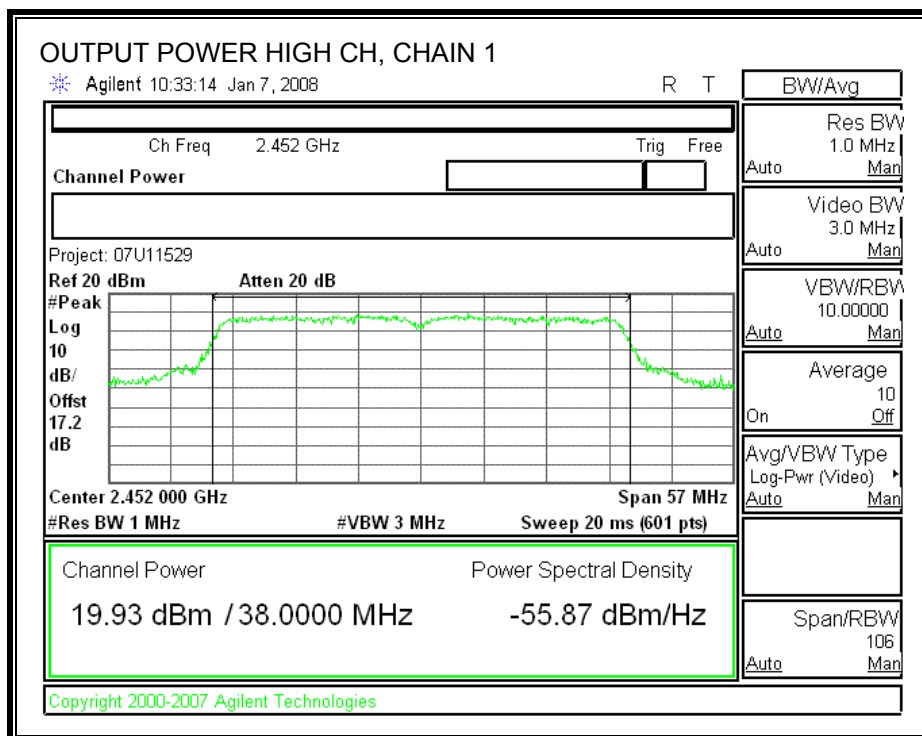 OUTPUT POWER HIGH CH, CHAIN 1
Agilent 10:33:14 Jan 7, 2008 R T
Ch Freq 2.452 GHz Trig Free
Channel Power
Project: 07U11529
Ref 20 dBm Atten 20 dB
#Peak
Log
10
dB/
Offst
17.2
dB
Center 2.452 000 GHz Span 57 MHz
#Res BW 1 MHz #VBW 3 MHz Sweep 20 ms (601 pts)
Channel Power Power Spectral Density
19.93 dBm / 38.0000 MHz -55.87 dBm/Hz
Copyright 2000-2007 Agilent Technologies
BW/Avg
Res BW
1.0 MHz
Auto Man
Video BW
3.0 MHz
Auto Man
VBW/RBW
10.00000
Auto Man
Average
10
On Off
Avg/VBW Type
Log-Pwr (Video)
Auto Man
Span/RBW
106
Auto Man